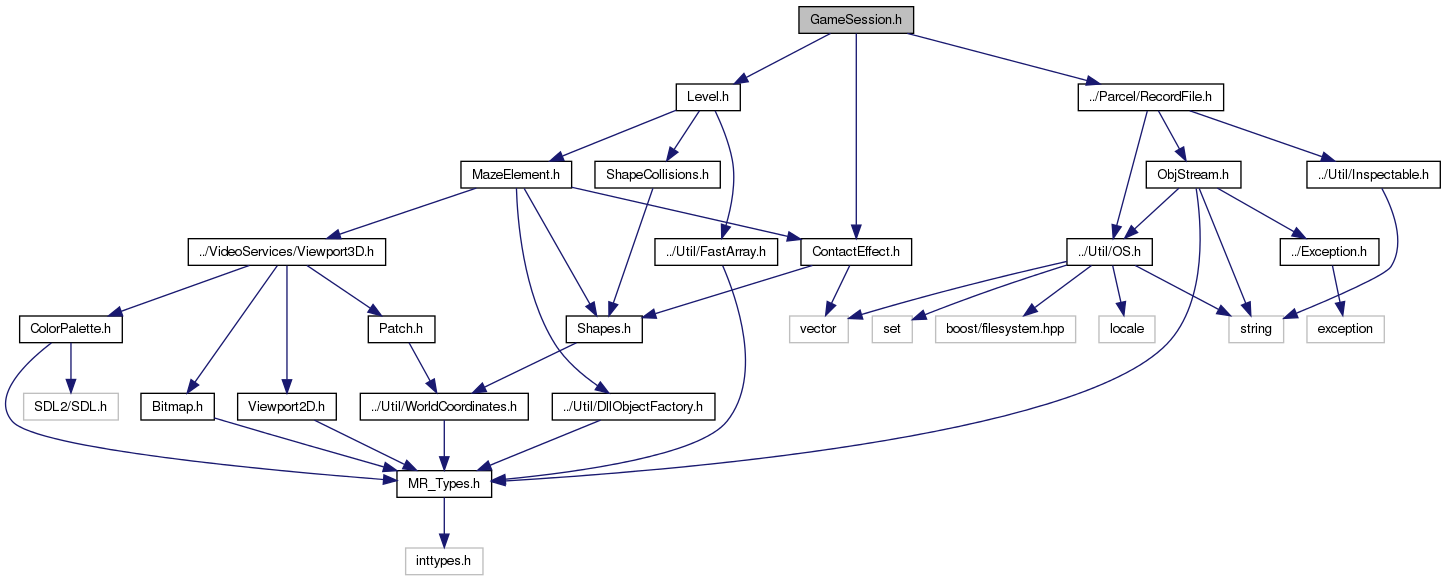 GameSession.h
Level.h
../Parcel/RecordFile.h
MazeElement.h
ShapeCollisions.h
ObjStream.h
../Util/Inspectable.h
../VideoServices/Viewport3D.h
../Util/FastArray.h
ContactEffect.h
../Util/OS.h
../Exception.h
ColorPalette.h
Patch.h
Shapes.h
vector
set
boost/filesystem.hpp
locale
string
exception
SDL2/SDL.h
Bitmap.h
Viewport2D.h
../Util/WorldCoordinates.h
../Util/DllObjectFactory.h
MR_Types.h
inttypes.h